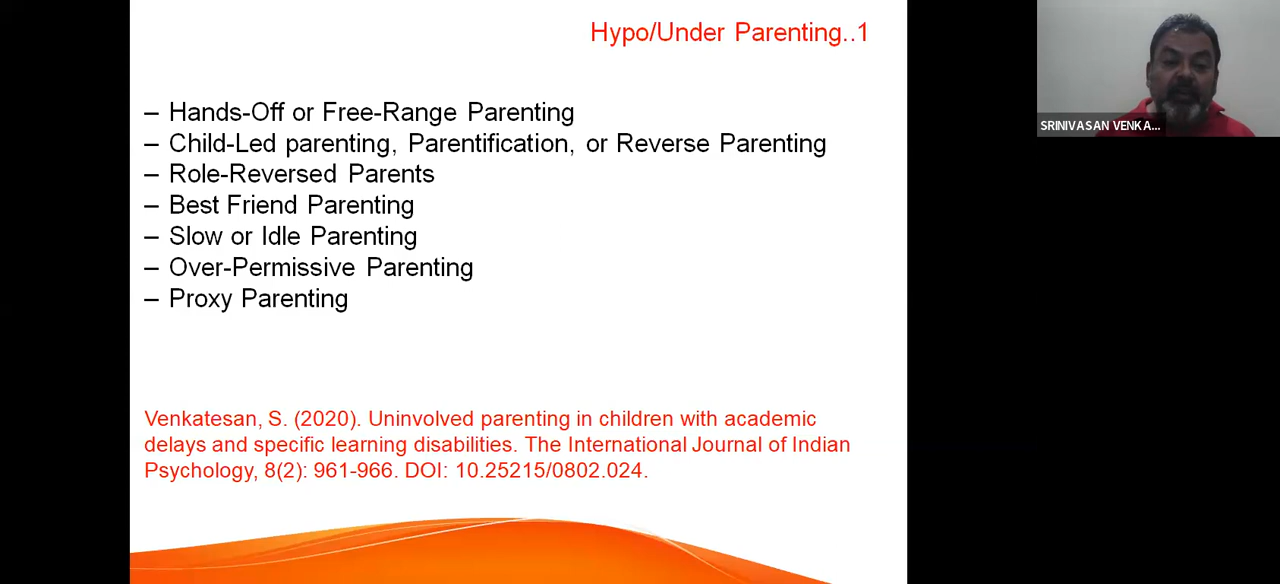 Hypo/Under Parenting..1
– Hands-Off or Free-Range Parenting
– Child-Led parenting, Parentification, or Reverse Parenting
– Role-Reversed Parents
– Best Friend Parenting
– Slow or Idle Parenting
– Over-Permissive Parenting
– Proxy Parenting
Venkatesan, S. (2020). Uninvolved parenting in children with academic
delays and specific learning disabilities. The International Journal of Indian
Psychology, 8(2): 961-966. DOI: 10.25215/0802.024.
SRINIVASAN VENKA...